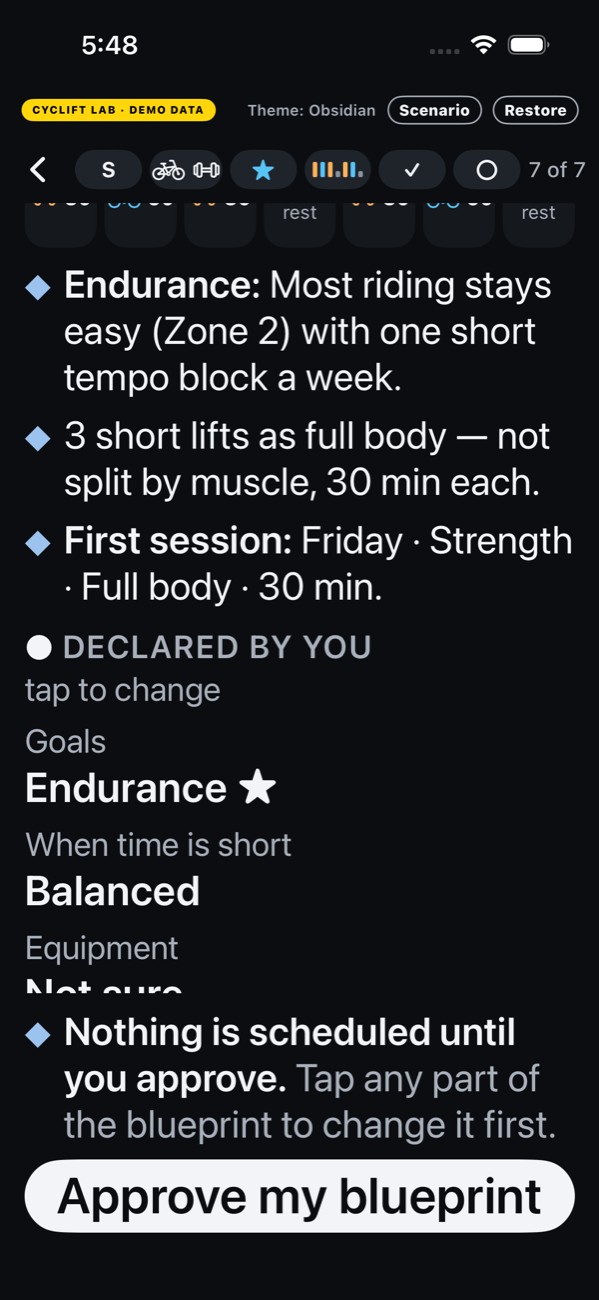 5:48
CYCLIFT LAB · DEMO DATA
Theme: Obsidian
Scenario
Restore
S
7 of 7
rest
rest
Endurance: Most riding stays
easy (Zone 2) with one short
tempo block a week.
3 short lifts as full body — not
split by muscle, 30 min each.
First session: Friday · Strength
· Full body · 30 min.
DECLARED BY YOU
tap to change
Goals
Endurance ★
When time is short
Balanced
Equipment
Not sure
Nothing is scheduled until
you approve. Tap any part of
the blueprint to change it first.
Approve my blueprint